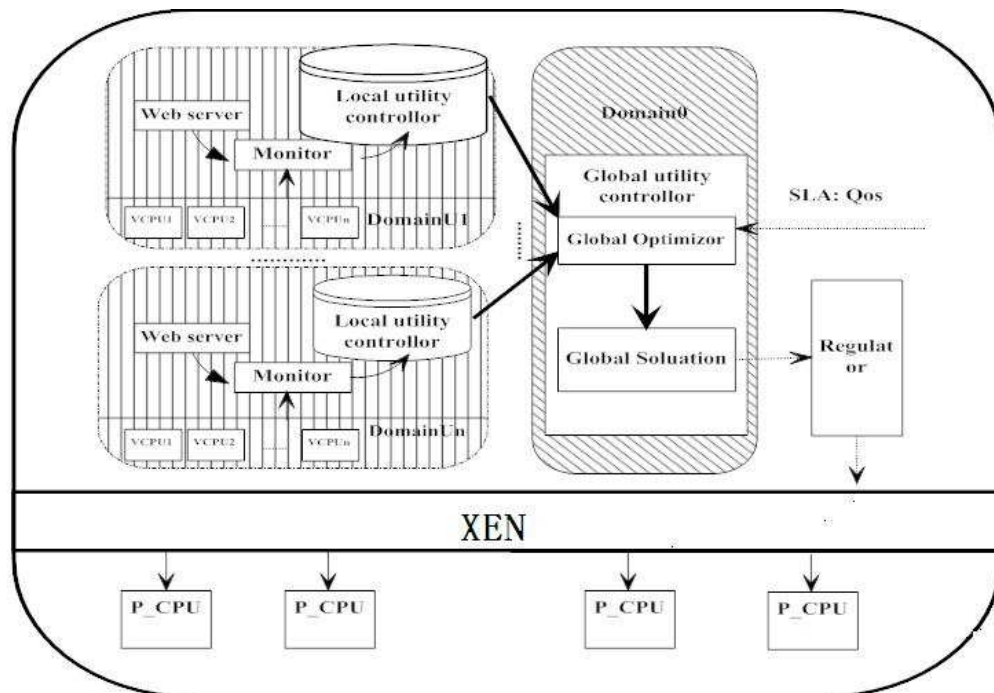 Local utility
controllor
Web server
Monitor
VCPU1
VCPU2
VCPUn
DomainU1
Local utility
controllor
Web server
Monitor
VCPU1
VCPU2
VCPUn
DomainUn
Domain0
Global utility
controllor
Global Optimizor
Global Soluation
SLA: Qos
Regulat
or
XEN
P_CPU
P_CPU
P_CPU
P_CPU